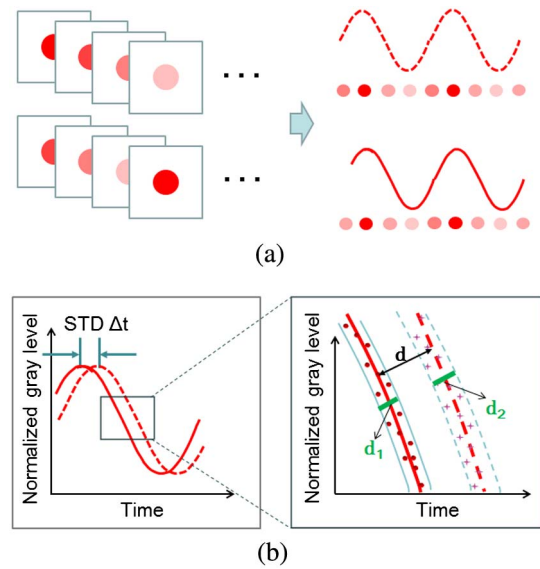 ...
...
(a)
STD Δt
Normalized gray level
Time
Normalized gray level
d
d₁
d₂
Time
(b)